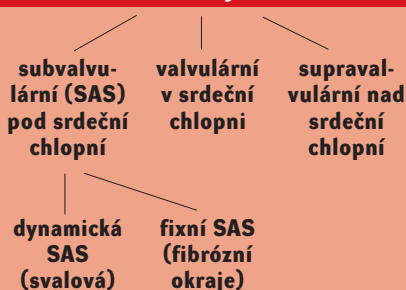 subvalvu-
lární (SAS)
pod srdeční
chlopní
valvulární
v srdeční
chlopni
supraval-
vulární nad
srdeční
chlopní
dynamická
SAS
(svalová)
fixní SAS
(fibrózní
okraje)